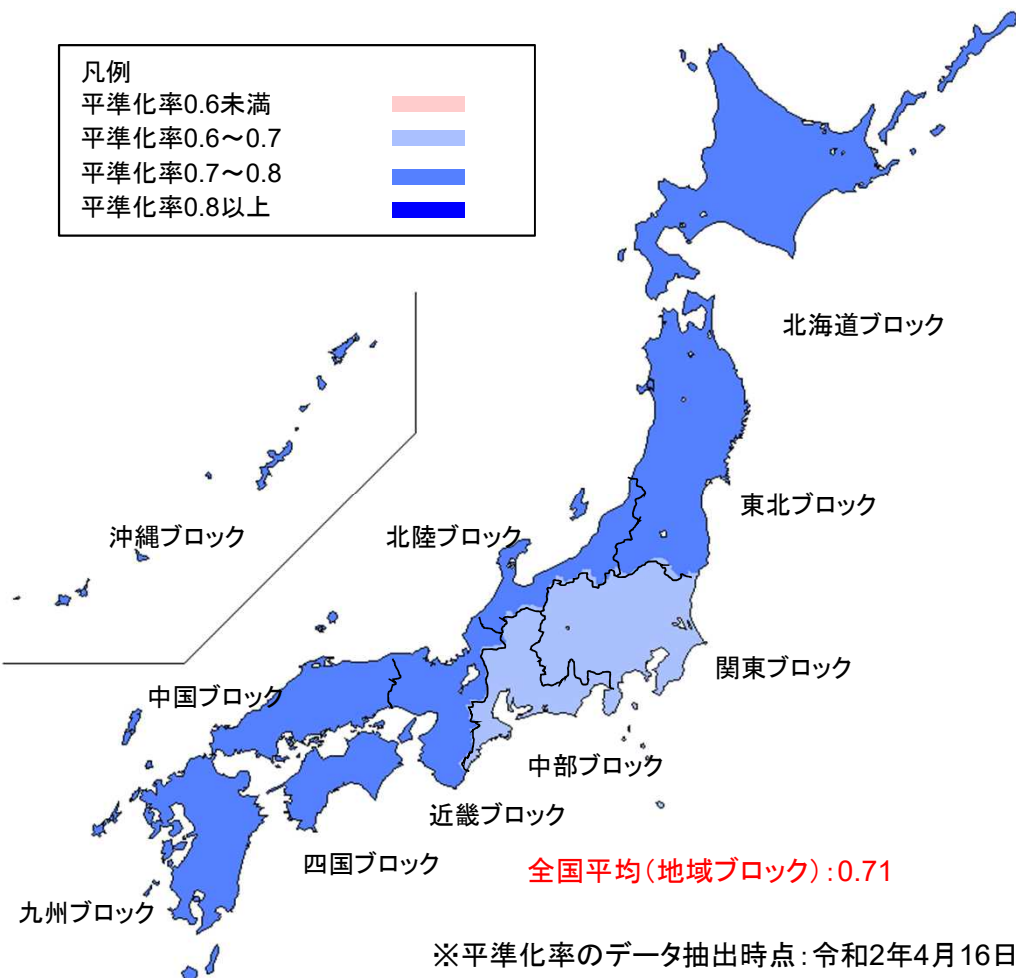 凡例
平準化率0.6未満
平準化率0.6～0.7
平準化率0.7～0.8
平準化率0.8以上
北海道ブロック
東北ブロック
沖縄ブロック
北陸ブロック
関東ブロック
中国ブロック
中部ブロック
近畿ブロック
四国ブロック
全国平均(地域ブロック):0.71
九州ブロック
※平準化率のデータ抽出時点:令和2年4月16日